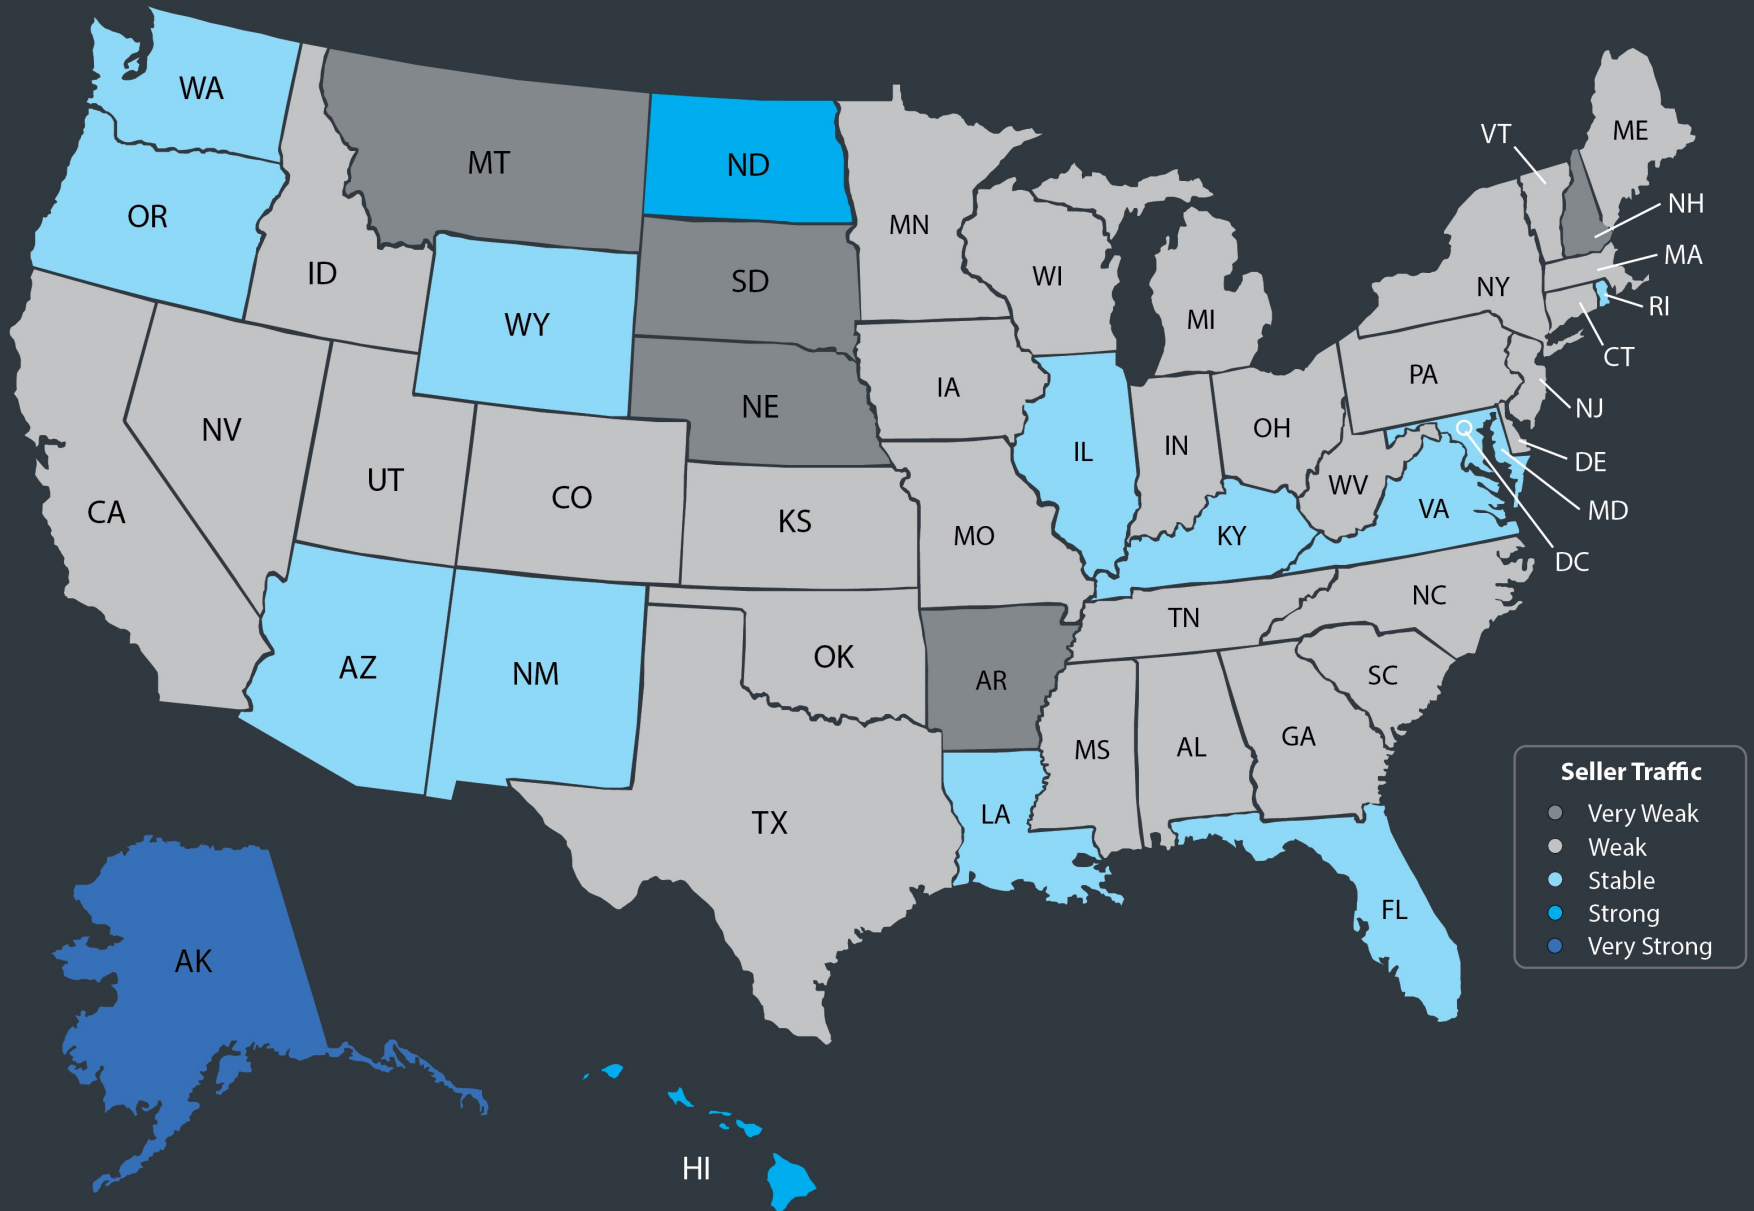 WA
MT
ND
MN
VT
ME
OR
NH
ID
SD
WI
MA
WY
NY
RI
MI
CT
IA
PA
NE
NJ
NV
OH
IL
IN
DE
UT
WV
CO
VA
MD
CA
KS
MO
KY
DC
NC
TN
OK
AZ
NM
AR
SC
GA
MS
AL
TX
LA
FL
AK
HI
Seller Traffic
Very Weak
Weak
Stable
Strong
Very Strong